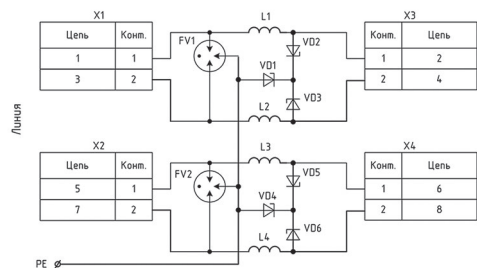 X1 L1 X3
Цепь Конт. FV1 VD2 Конт. Цепь
1 1 VD1 1 2
3 2 2 4
VD3
Линия
L2
X2 L3 X4
Цепь Конт. FV2 VD5 Конт. Цепь
5 1 VD4 1 6
7 2 2 8
VD6
L4
PE